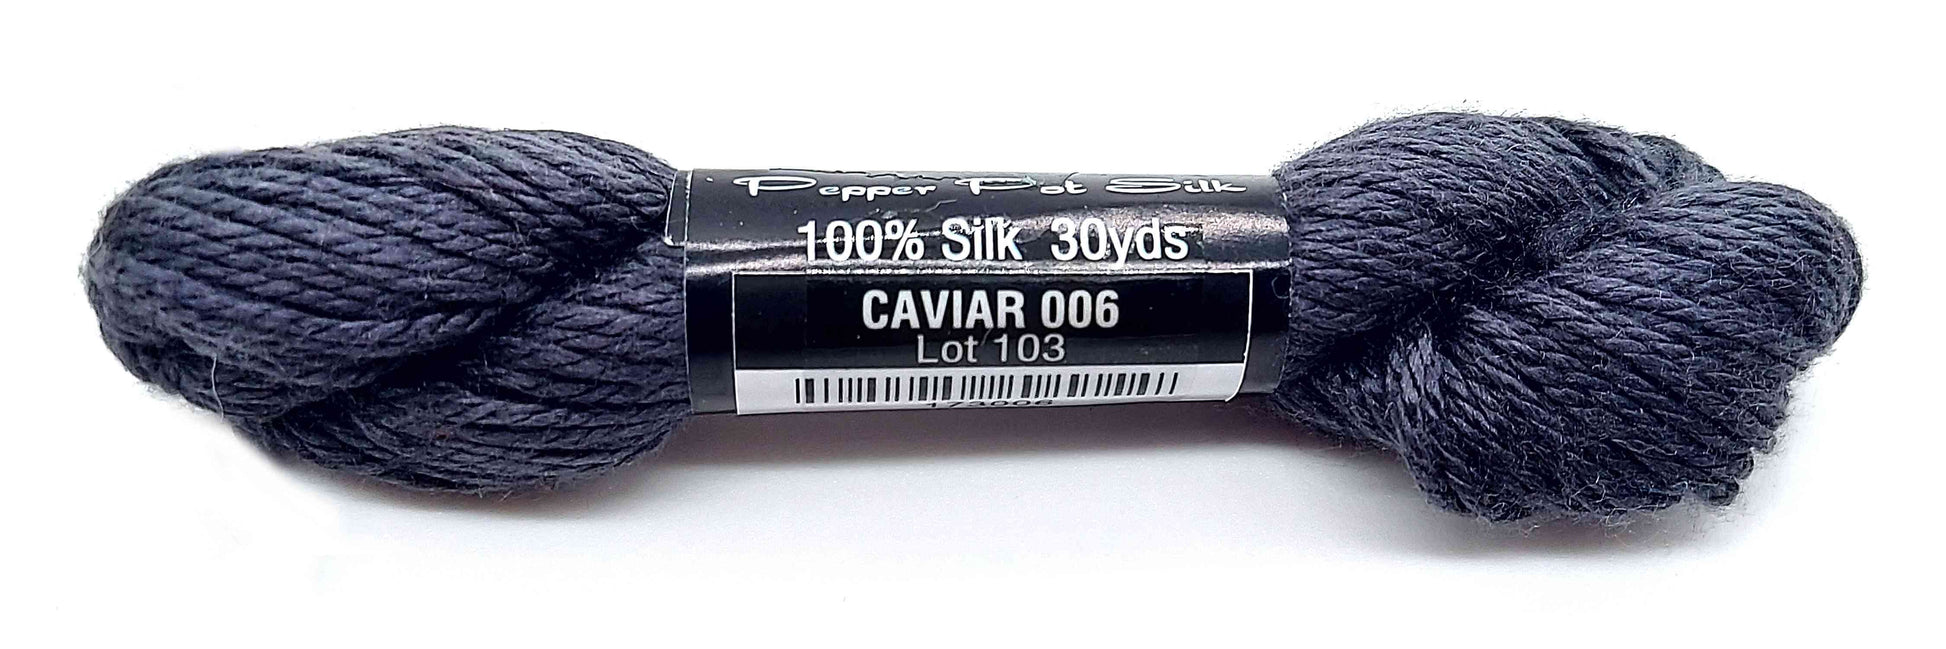 Pepper Pot Silk
100% Silk 30yds
CAVIAR 006
Lot 103